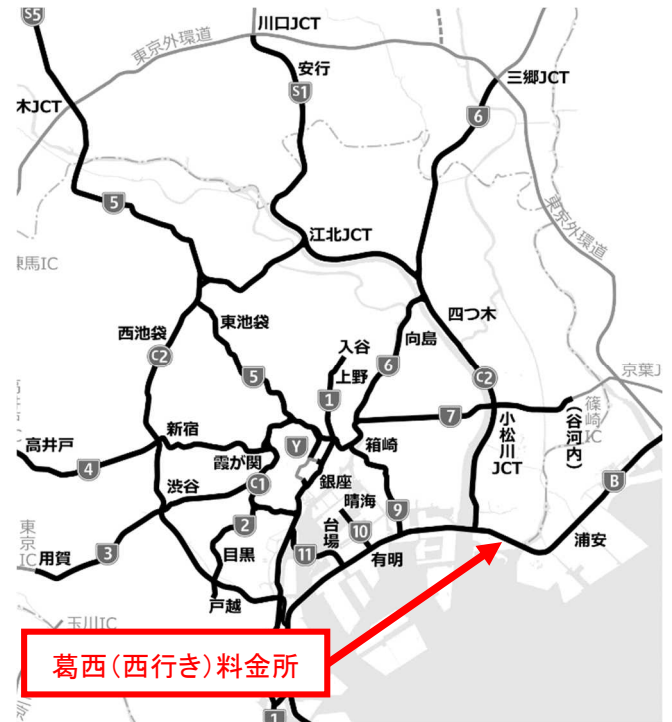 S5
川口JCT
東京外環道
安行
三郷JCT
S1
木JCT
6
5
東京外環道
江北JCT
東馬IC
四つ木
東池袋
西池袋
入谷
向島
上野
C2
6
C2
京葉J
5
1
7
篠崎IC
(谷河内)
小松川JCT
新宿
Y
箱崎
高井戸
霞が関
4
銀座
B
渋谷
C1
晴海
9
2
台場
10
東京IC
浦安
3
用賀
目黒
11
有明
戸越
玉川IC
葛西(西行き)料金所
1